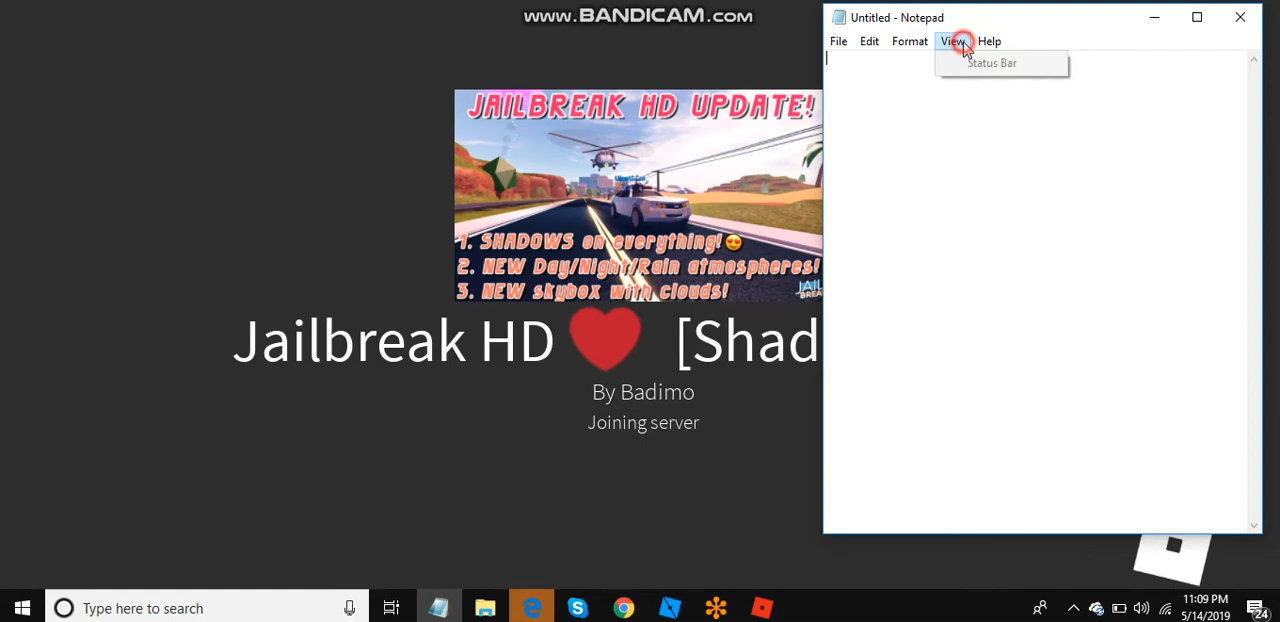 www.BANDICAM.com
Untitled - Notepad
File Edit Format View Help
Status Bar
JAILBREAK HD UPDATE!
1. SHADOWS on everything!😍
2. NEW Day/Night/Rain atmospheres!
3. NEW skybox with clouds!
Jailbreak HD ❤ [Shad
By Badimo
Joining server
Type here to search
11:09 PM
5/14/2019
24